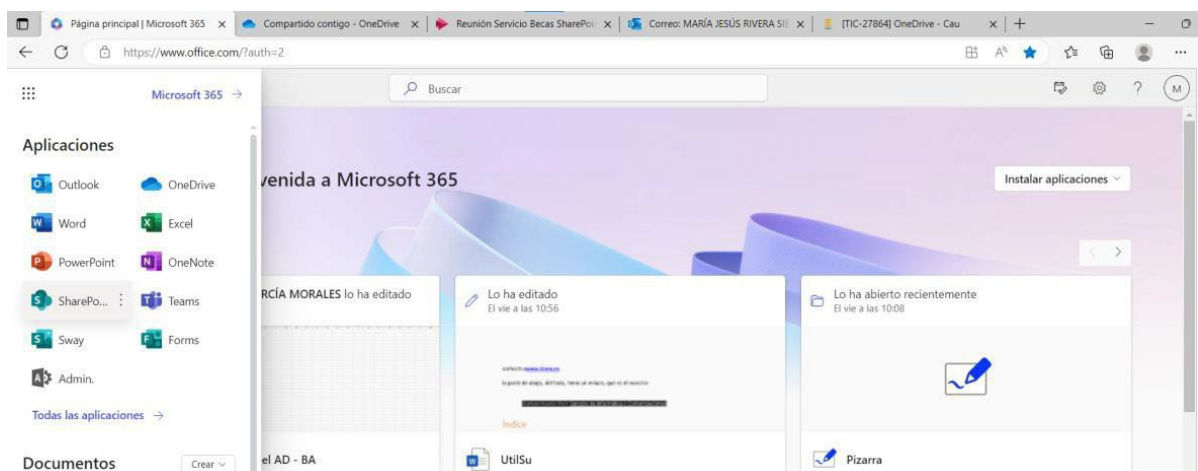 Página principal | Microsoft 365
Compartido contigo - OneDrive
Reunión Servicio Becas SharePoi
Correo: MARÍA JESÚS RIVERA SIE
[TIC-27864] OneDrive - Cau
https://www.office.com/?auth=2
Microsoft 365 →
Buscar
M
Aplicaciones
Outlook
OneDrive
venida a Microsoft 365
Instalar aplicaciones
Word
Excel
PowerPoint
OneNote
SharePo...
Teams
RCÍA MORALES lo ha editado
Lo ha editado
El vie a las 10:56
Lo ha abierto recientemente
El vie a las 10:08
Sway
Forms
Admin.
Todas las aplicaciones →
Índice
Documentos
Crear
el AD - BA
UtilSu
Pizarra